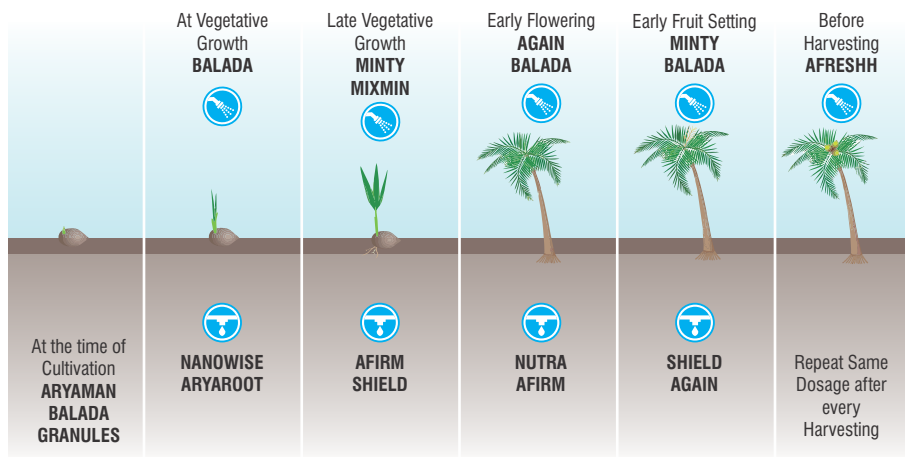 At the time of
Cultivation
ARYAMAN
BALADA
GRANULES
At Vegetative
Growth
BALADA
NANOWISE
ARYAROOT
Late Vegetative
Growth
MINTY
MIXMIN
AFIRM
SHIELD
Early Flowering
AGAIN
BALADA
NUTRA
AFIRM
Early Fruit Setting
MINTY
BALADA
SHIELD
AGAIN
Before
Harvesting
AFRESHH
Repeat Same
Dosage after
every
Harvesting